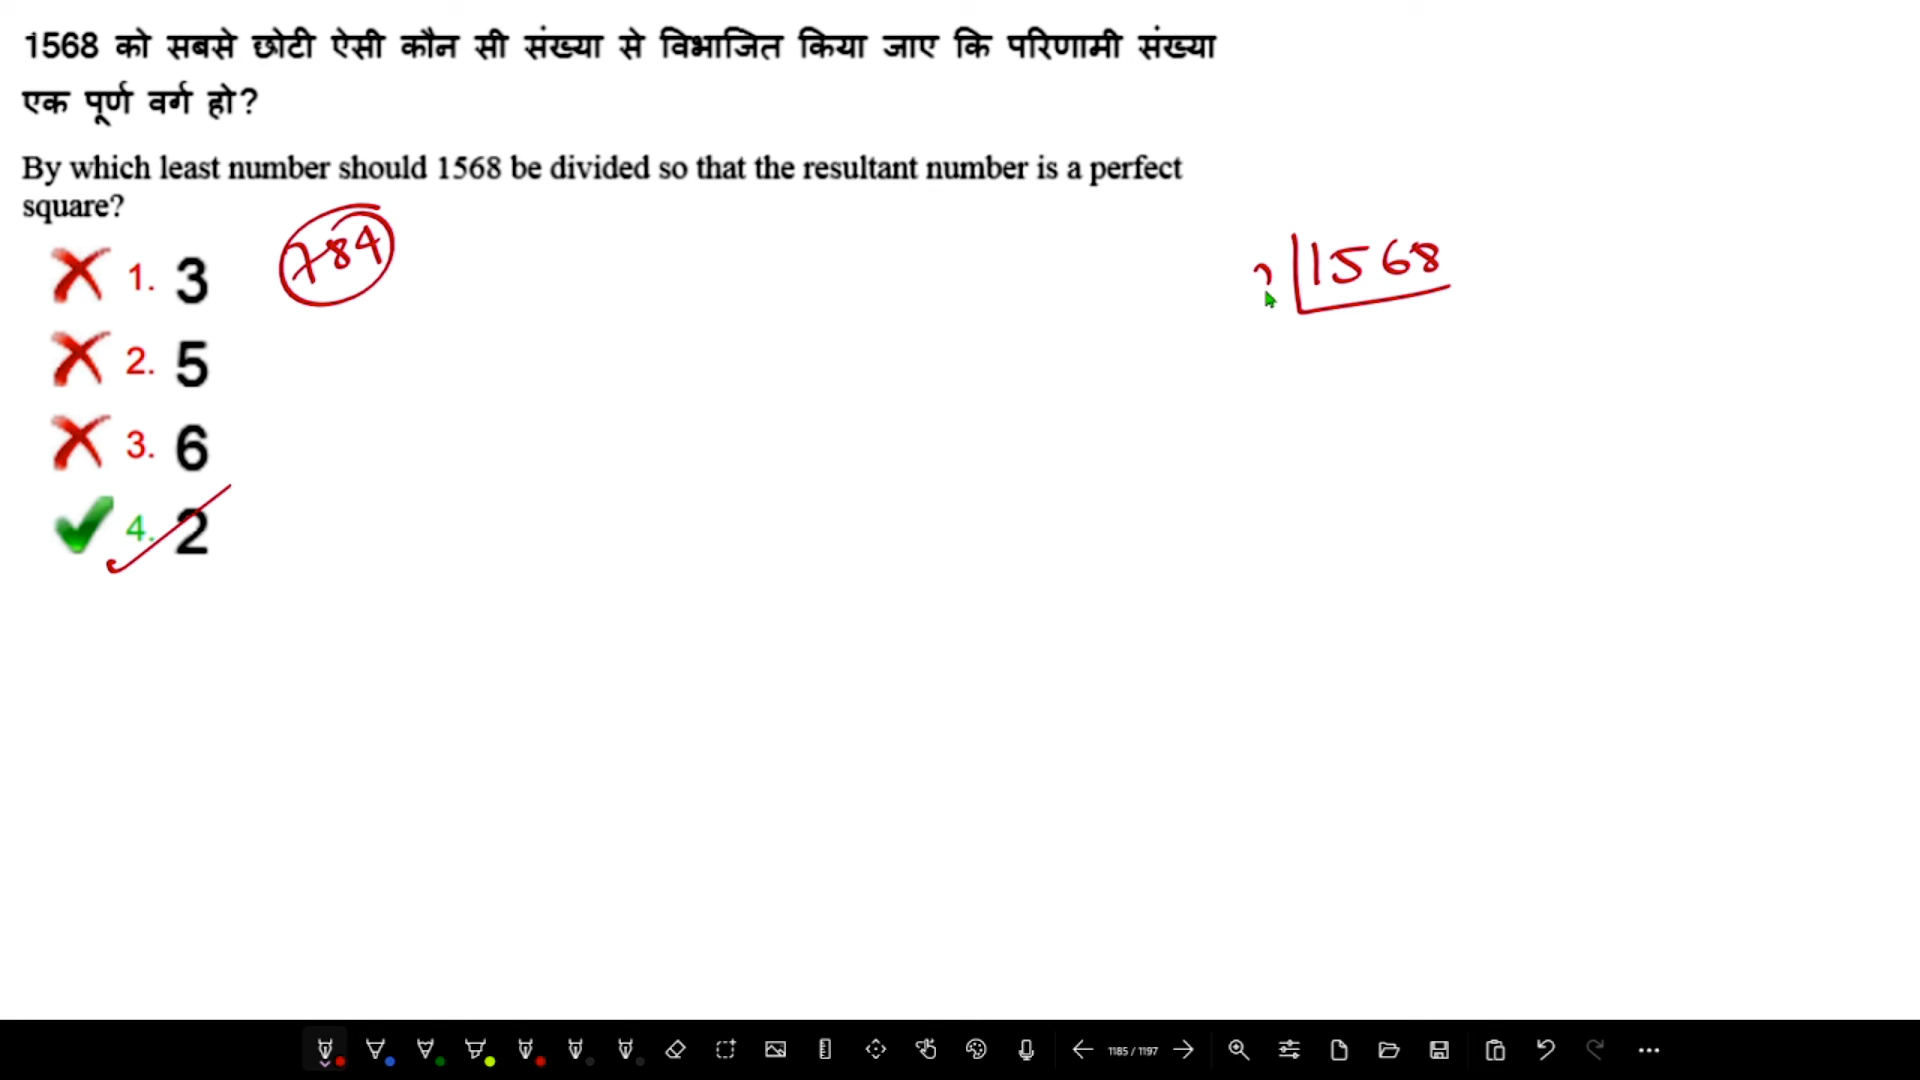 1568 को सबसे छोटी ऐसी कौन सी संख्या से विभाजित किया जाए कि परिणामी संख्या
एक पूर्ण वर्ग हो?
By which least number should 1568 be divided so that the resultant number is a perfect
square?
784
1. 3
2 1568
2. 5
3. 6
4. 2
1185 / 1197